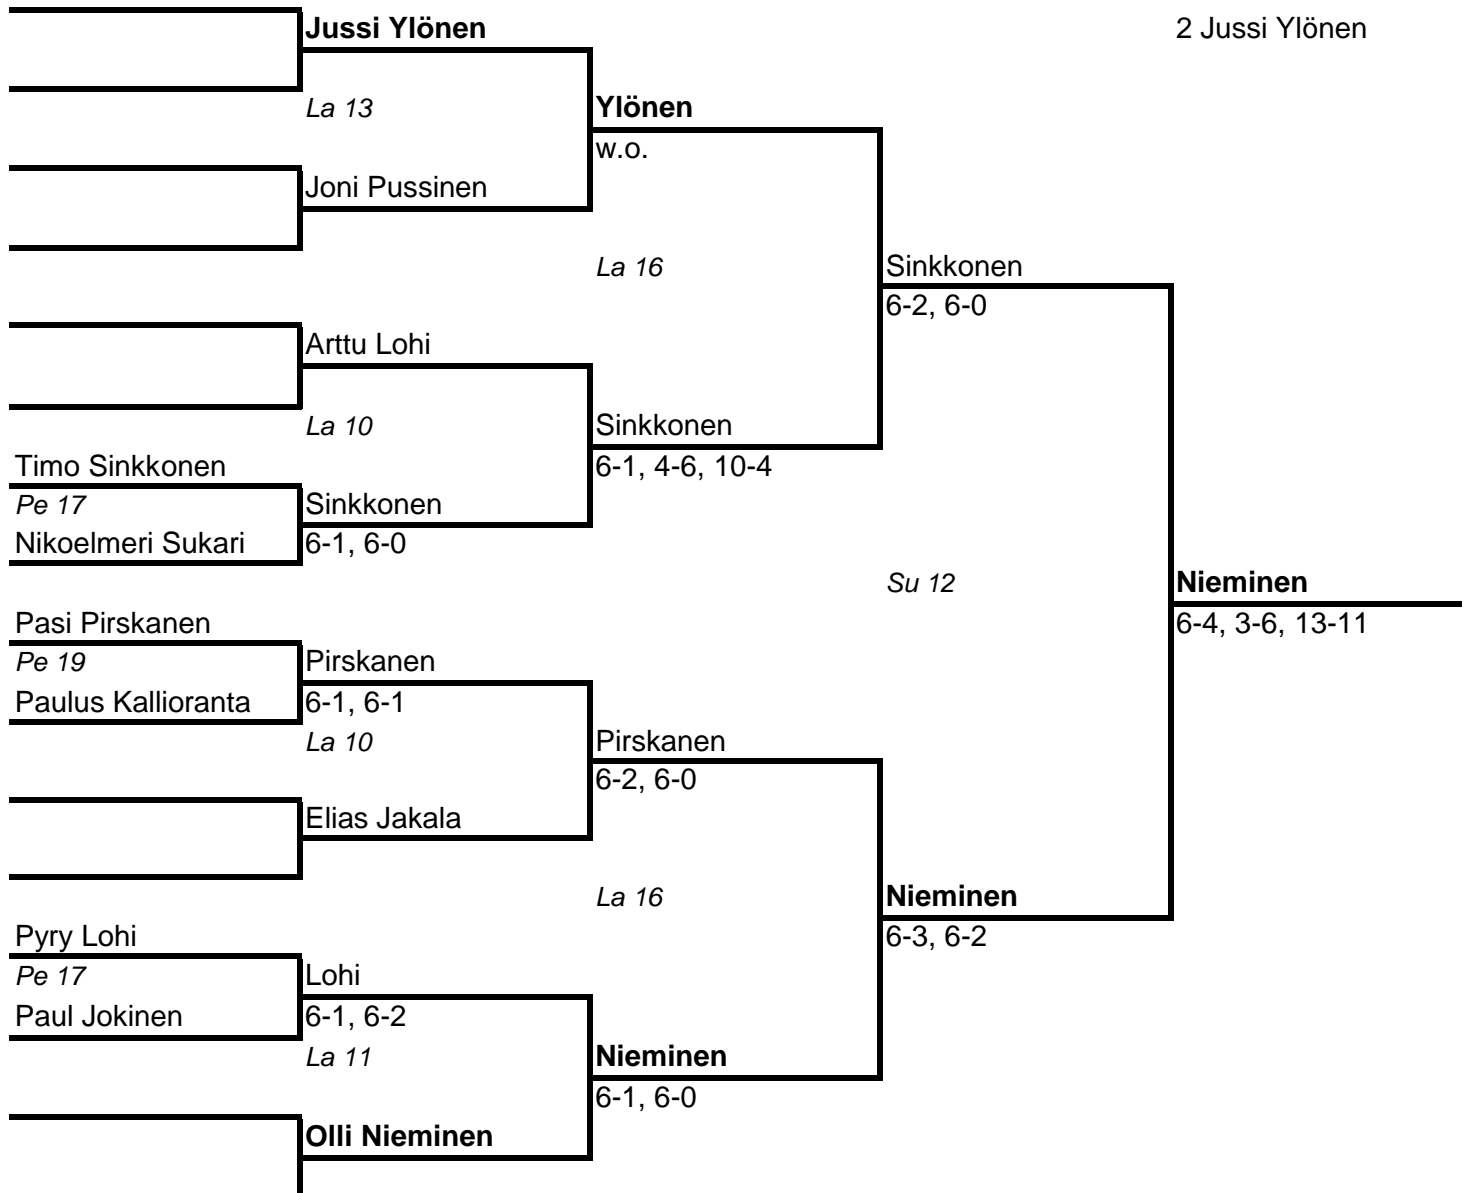 Jussi Ylönen
2 Jussi Ylönen
La 13
Ylönen
w.o.
Joni Pussinen
La 16
Sinkkonen
6-2, 6-0
Arttu Lohi
La 10
Sinkkonen
6-1, 4-6, 10-4
Timo Sinkkonen
Pe 17
Sinkkonen
Nikoelmeri Sukari
6-1, 6-0
Su 12
Nieminen
6-4, 3-6, 13-11
Pasi Pirskanen
Pe 19
Pirskanen
Paulus Kallioranta
6-1, 6-1
La 10
Pirskanen
6-2, 6-0
Elias Jakala
La 16
Nieminen
6-3, 6-2
Pyry Lohi
Pe 17
Lohi
Paul Jokinen
6-1, 6-2
La 11
Nieminen
6-1, 6-0
Olli Nieminen